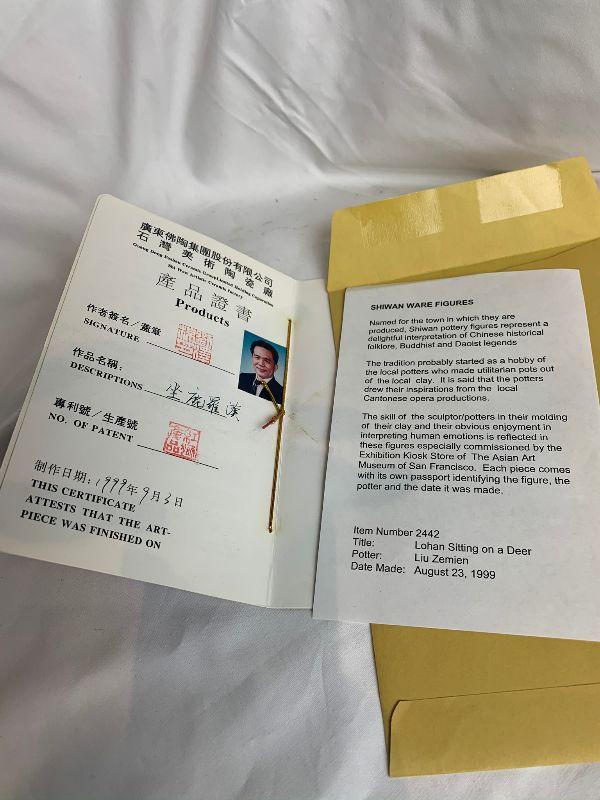 廣東佛陶集團股份有限公司
石灣美術陶瓷廠
Shi Wan Artistic Ceramic Factory
產品證書
Products
作者簽名／蓋章
SIGNATURE
作品名稱：
DESCRIPTIONS 坐鹿羅漢
專利號／生產號
NO. OF PATENT
制作日期：1999年9月3日
THIS CERTIFICATE
ATTESTS THAT THE ART-
PIECE WAS FINISHED ON
SHIWAN WARE FIGURES
Named for the town in which they are
produced, Shiwan pottery figures represent a
delightful interpretation of Chinese historical
folklore, Buddhist and Daoist legends
The tradition probably started as a hobby of
the local potters who made utilitarian pots out
of the local clay. It is said that the potters
drew their inspirations from the local
Cantonese opera productions.
The skill of the sculptor/potters in their molding
of their clay and their obvious enjoyment in
interpreting human emotions is reflected in
these figures especially commissioned by the
Exhibition Kiosk Store of The Asian Art
Museum of San Francisco. Each piece comes
with its own passport identifying the figure, the
potter and the date it was made.
Item Number 2442
Title: Lohan Sitting on a Deer
Potter: Liu Zemien
Date Made: August 23, 1999